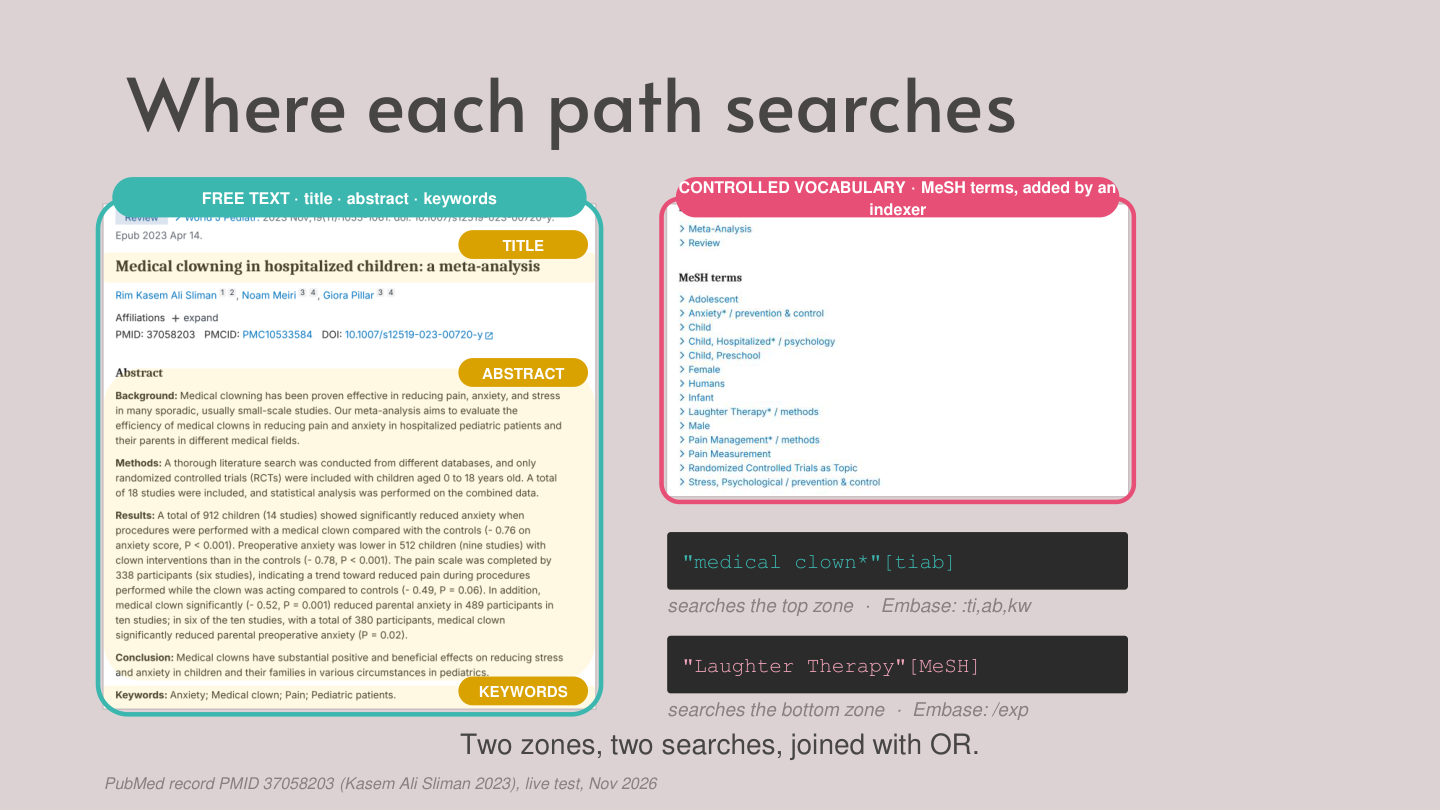 Where each path searches
FREE TEXT · title · abstract · keywords
Review > World J Pediatr. 2023 Nov;19(11):1055-1061. doi: 10.1007/s12519-023-00720-y.
Epub 2023 Apr 14.
TITLE
Medical clowning in hospitalized children: a meta-analysis
Rim Kasem Ali Sliman 1 2, Noam Meiri 3 4, Giora Pillar 3 4
Affiliations + expand
PMID: 37058203 PMCID: PMC10533584 DOI: 10.1007/s12519-023-00720-y
ABSTRACT
Abstract
Background: Medical clowning has been proven effective in reducing pain, anxiety, and stress
in many sporadic, usually small-scale studies. Our meta-analysis aims to evaluate the
efficiency of medical clowns in reducing pain and anxiety in hospitalized pediatric patients and
their parents in different medical fields.
Methods: A thorough literature search was conducted from different databases, and only
randomized controlled trials (RCTs) were included with children aged 0 to 18 years old. A total
of 18 studies were included, and statistical analysis was performed on the combined data.
Results: A total of 912 children (14 studies) showed significantly reduced anxiety when
procedures were performed with a medical clown compared with the controls (- 0.76 on
anxiety score, P < 0.001). Preoperative anxiety was lower in 512 children (nine studies) with
clown interventions than in the controls (- 0.78, P < 0.001). The pain scale was completed by
338 participants (six studies), indicating a trend toward reduced pain during procedures
performed while the clown was acting compared to controls (- 0.49, P = 0.06). In addition,
medical clown significantly (- 0.52, P = 0.001) reduced parental anxiety in 489 participants in
ten studies; in six of the ten studies, with a total of 380 participants, medical clown
significantly reduced parental preoperative anxiety (P = 0.02).
Conclusion: Medical clowns have substantial positive and beneficial effects on reducing stress
and anxiety in children and their families in various circumstances in pediatrics.
KEYWORDS
Keywords: Anxiety; Medical clown; Pain; Pediatric patients.
CONTROLLED VOCABULARY · MeSH terms, added by an
indexer
> Meta-Analysis
> Review
MeSH terms
> Adolescent
> Anxiety* / prevention & control
> Child
> Child, Hospitalized* / psychology
> Child, Preschool
> Female
> Humans
> Infant
> Laughter Therapy* / methods
> Male
> Pain Management* / methods
> Pain Measurement
> Randomized Controlled Trials as Topic
> Stress, Psychological / prevention & control
"medical clown*"[tiab]
searches the top zone · Embase: :ti,ab,kw
"Laughter Therapy"[MeSH]
searches the bottom zone · Embase: /exp
Two zones, two searches, joined with OR.
PubMed record PMID 37058203 (Kasem Ali Sliman 2023), live test, Nov 2026